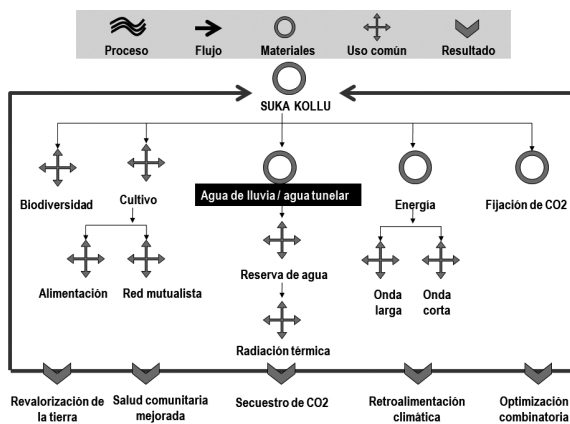 Proceso Flujo Materiales Uso común Resultado
SUKA KOLLU
Biodiversidad
Cultivo
Agua de lluvia / agua tunelar
Energía
Fijación de CO2
Alimentación
Red mutualista
Reserva de agua
Onda
larga
Onda
corta
Radiación térmica
Revalorización de
la tierra
Salud comunitaria
mejorada
Secuestro de CO2
Retroalimentación
climática
Optimización
combinatoria